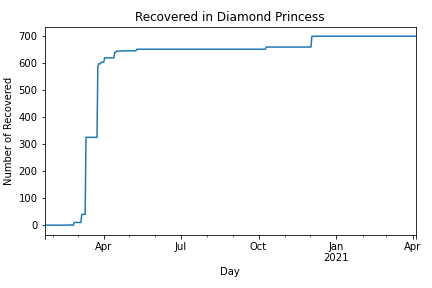 Recovered in Diamond Princess
Number of Recovered
700
600
500
400
300
200
100
0
Apr
Jul
Oct
Jan
2021
Apr
Day